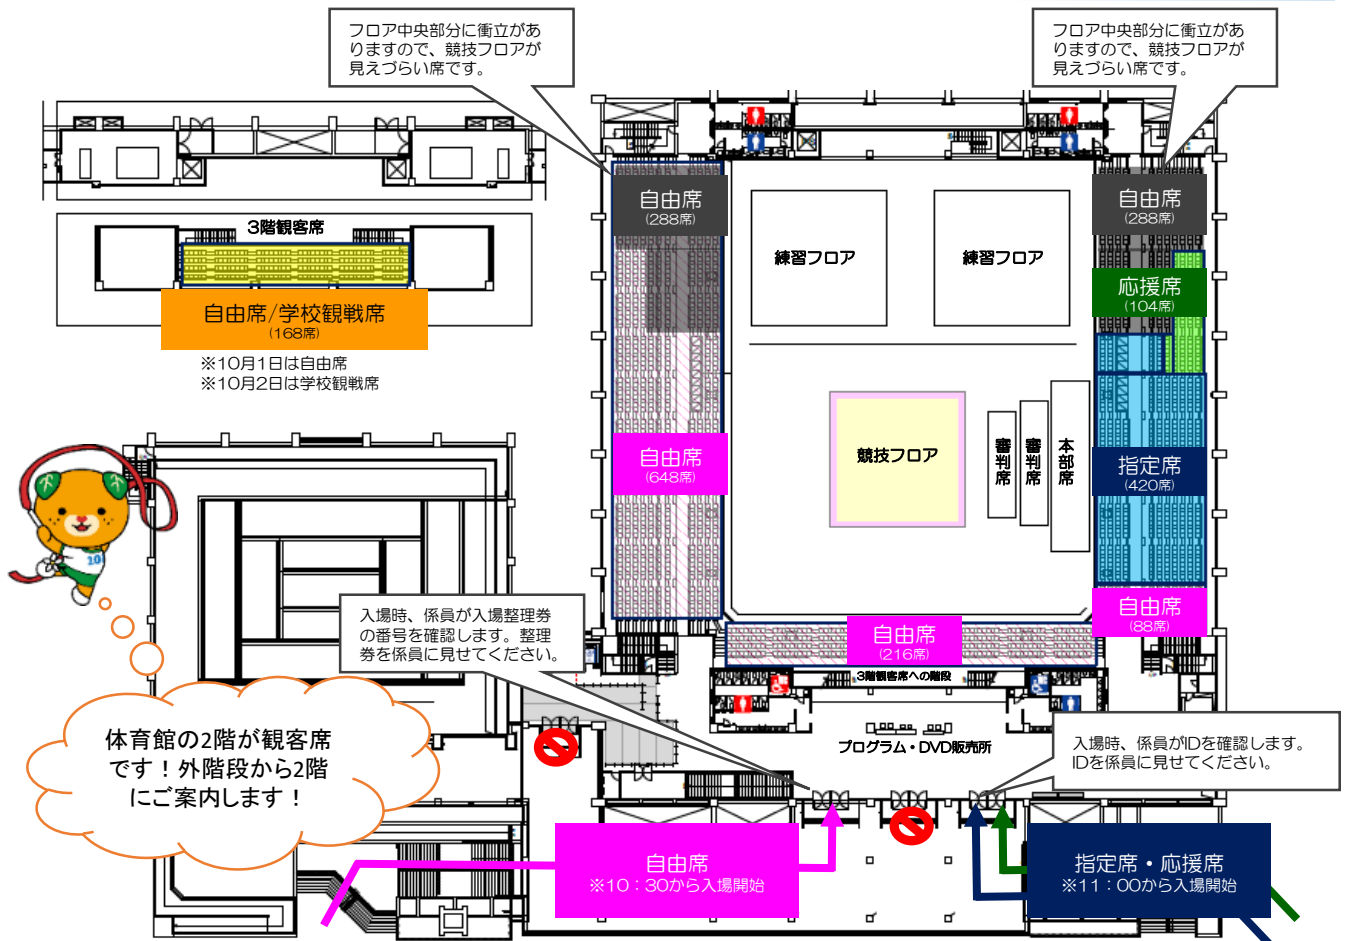 フロア中央部分に衝立があ
りますので、競技フロアが
見えづらい席です。
フロア中央部分に衝立があ
りますので、競技フロアが
見えづらい席です。
3階観客席
自由席/学校観戦席
(168席)
※10月1日は自由席
※10月2日は学校観戦席
自由席
(288席)
練習フロア
練習フロア
自由席
(288席)
応援席
(104席)
自由席
(648席)
競技フロア
審判席
審判席
本部席
指定席
(420席)
自由席
(88席)
自由席
(216席)
3階観客席への階段
プログラム・DVD販売所
10
入場時、係員が入場整理券
の番号を確認します。整理
券を係員に見せてください。
入場時、係員がIDを確認します。
IDを係員に見せてください。
体育館の2階が観客席
です！外階段から2階
にご案内します！
自由席
※10：30から入場開始
指定席・応援席
※11：00から入場開始